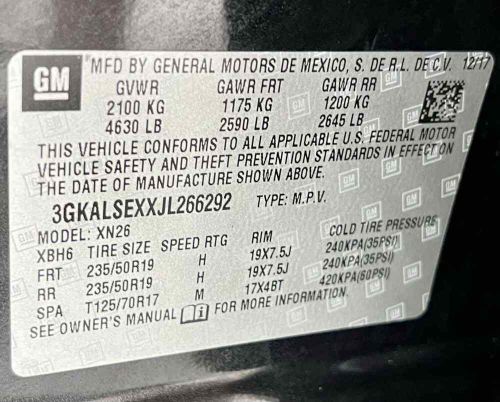 GM
MFD BY GENERAL MOTORS DE MEXICO, S. DE R.L. DE C.V. 12/17
GVWR GAWR FRT GAWR RR
2100 KG 1175 KG 1200 KG
4630 LB 2590 LB 2645 LB
THIS VEHICLE CONFORMS TO ALL APPLICABLE U.S. FEDERAL MOTOR
VEHICLE SAFETY AND THEFT PREVENTION STANDARDS IN EFFECT ON
THE DATE OF MANUFACTURE SHOWN ABOVE.
3GKALSEXXJL266292 TYPE: M.P.V.
MODEL: XN26
XBH6 TIRE SIZE SPEED RTG RIM COLD TIRE PRESSURE
FRT 235/50R19 H 19X7.5J 240KPA(35PSI)
RR 235/50R19 H 19X7.5J 240KPA(35PSI)
SPA T125/70R17 M 17X4BT 420KPA(60PSI)
SEE OWNER'S MANUAL FOR MORE INFORMATION.